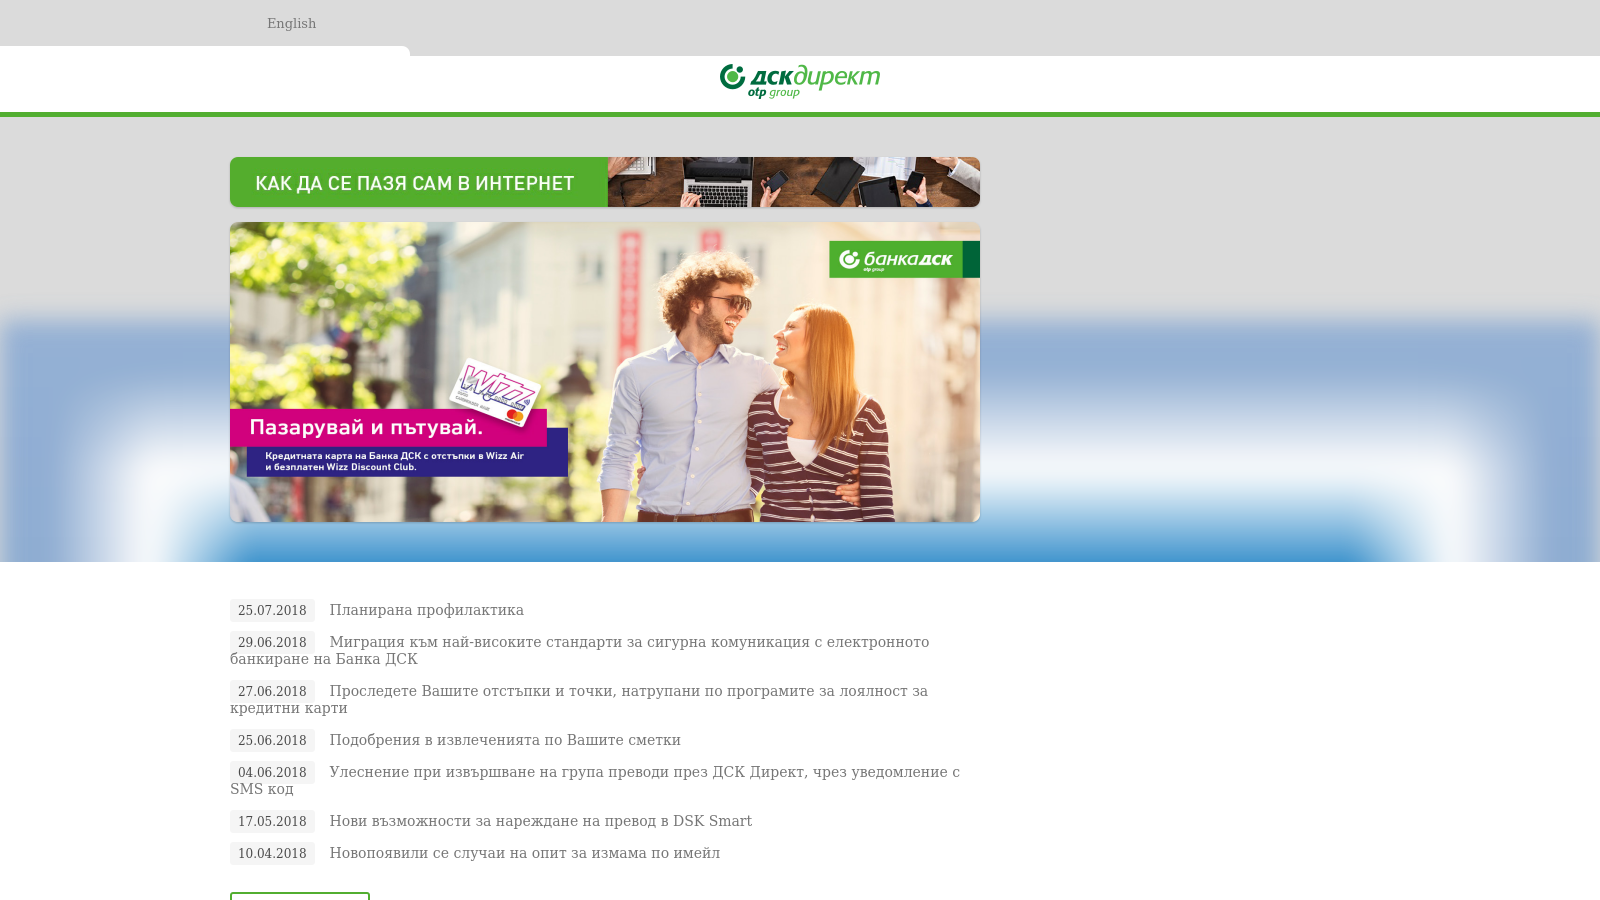 English
дскдирект
otp group
КАК ДА СЕ ПАЗЯ САМ В ИНТЕРНЕТ
банкадск
otp group
wizz
Пазарувай и пътувай.
Кредитната карта на Банка ДСК с отстъпки в Wizz Air
и безплатен Wizz Discount Club.
25.07.2018 Планирана профилактика
29.06.2018 Миграция към най-високите стандарти за сигурна комуникация с електронното
банкиране на Банка ДСК
27.06.2018 Проследете Вашите отстъпки и точки, натрупани по програмите за лоялност за
кредитни карти
25.06.2018 Подобрения в извлеченията по Вашите сметки
04.06.2018 Улеснение при извършване на група преводи през ДСК Директ, чрез уведомление с
SMS код
17.05.2018 Нови възможности за нареждане на превод в DSK Smart
10.04.2018 Новопоявили се случаи на опит за измама по имейл